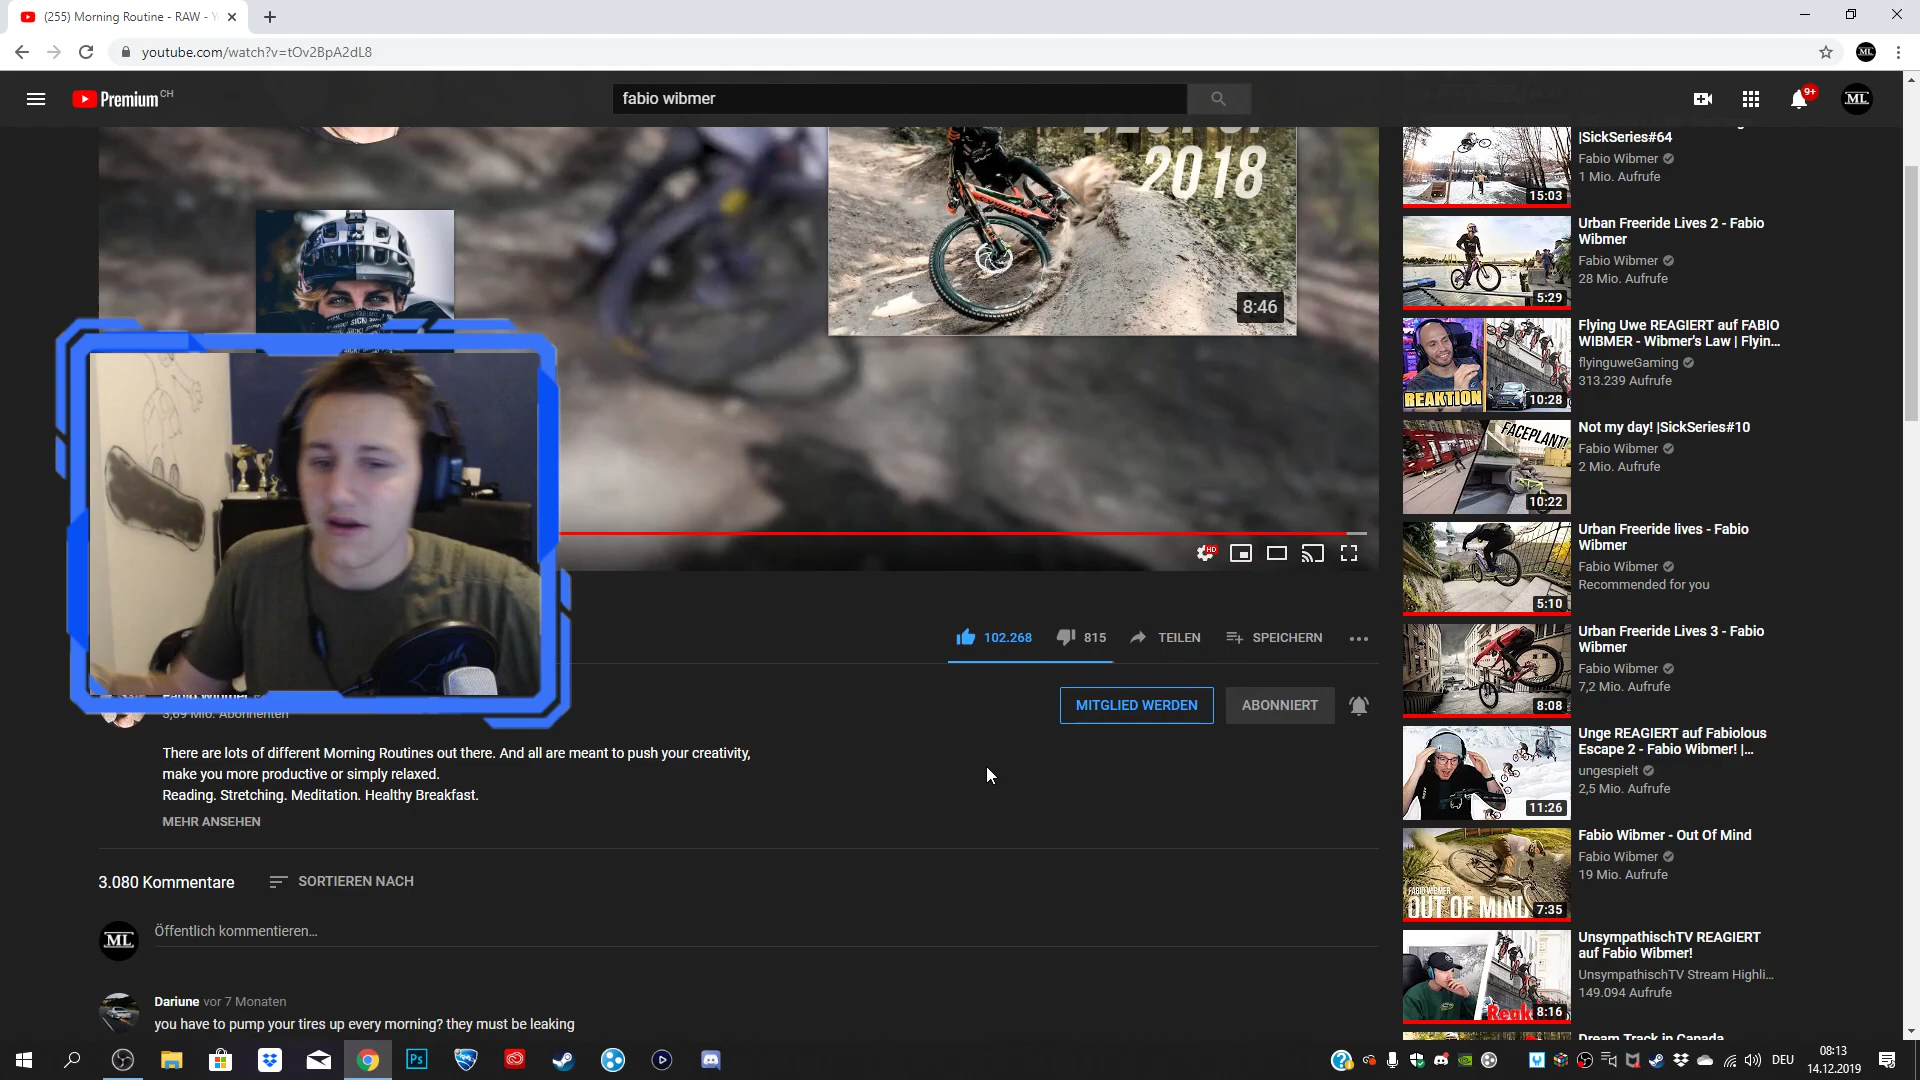 (255) Morning Routine - RAW - Y
youtube.com/watch?v=tOv2BpA2dL8
Premium CH
fabio wibmer
9+
ML
2018
8:46
102.268
815
TEILEN
SPEICHERN
3,69 Mio. Abonnenten
MITGLIED WERDEN
ABONNIERT
There are lots of different Morning Routines out there. And all are meant to push your creativity,
make you more productive or simply relaxed.
Reading. Stretching. Meditation. Healthy Breakfast.
MEHR ANSEHEN
3.080 Kommentare
SORTIEREN NACH
ML
Öffentlich kommentieren...
Dariune vor 7 Monaten
you have to pump your tires up every morning? they must be leaking
|SickSeries#64
Fabio Wibmer
1 Mio. Aufrufe
15:03
Urban Freeride Lives 2 - Fabio
Wibmer
Fabio Wibmer
28 Mio. Aufrufe
5:29
Flying Uwe REAGIERT auf FABIO
WIBMER - Wibmer's Law | Flyin...
flyinguweGaming
313.239 Aufrufe
REAKTION
10:28
Not my day! |SickSeries#10
Fabio Wibmer
2 Mio. Aufrufe
FACEPLANT!
10:22
Urban Freeride lives - Fabio
Wibmer
Fabio Wibmer
Recommended for you
5:10
Urban Freeride Lives 3 - Fabio
Wibmer
Fabio Wibmer
7,2 Mio. Aufrufe
8:08
Unge REAGIERT auf Fabiolous
Escape 2 - Fabio Wibmer! |...
ungespielt
2,5 Mio. Aufrufe
11:26
Fabio Wibmer - Out Of Mind
Fabio Wibmer
19 Mio. Aufrufe
FABIO WIBMER
OUT OF MIND
7:35
UnsympathischTV REAGIERT
auf Fabio Wibmer!
UnsympathischTV Stream Highli...
149.094 Aufrufe
8:16
Dream Track in Canada
DEU
08:13
14.12.2019